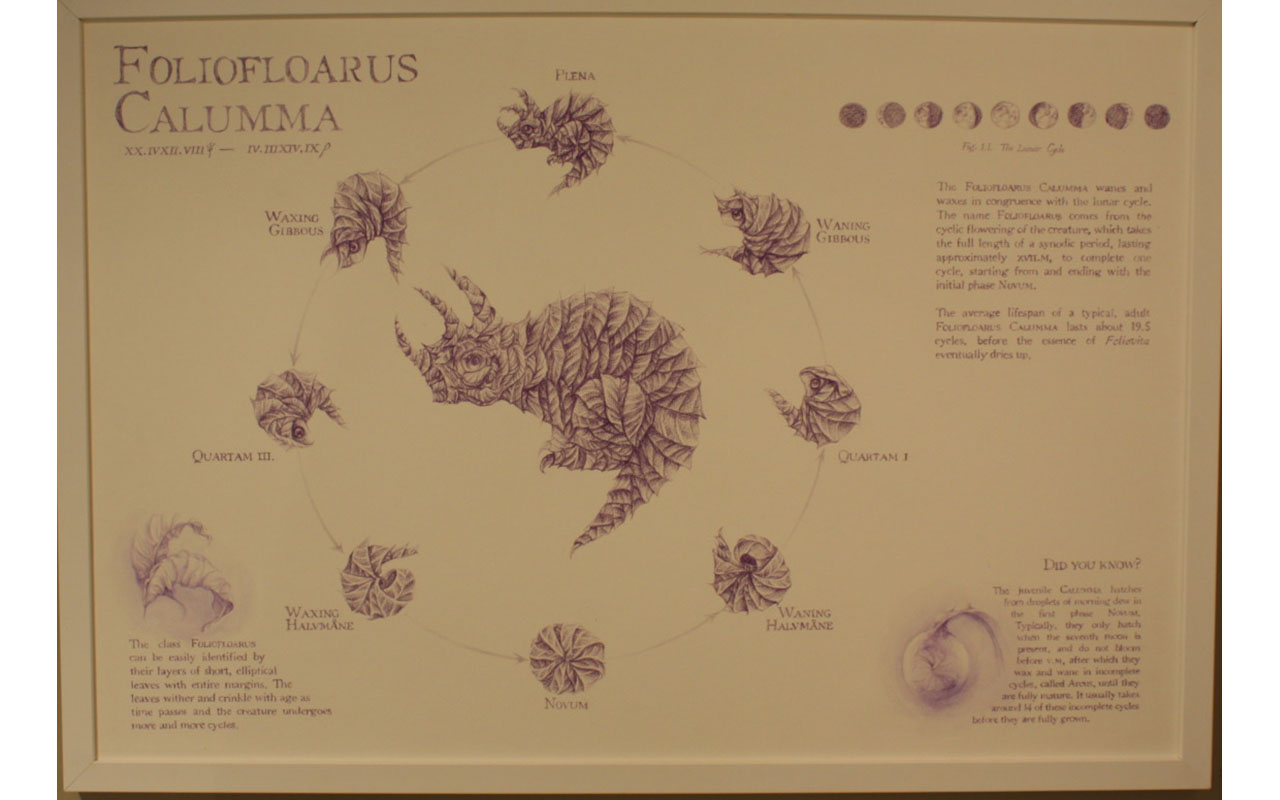 FOLIOFLOARUS
CALUMMA
PLENA
Fig. 1.1. The Lunar Cycle
WAXING
GIBBOUS
WANING
GIBBOUS
The FOLIOFLOARUS CALUMMA wanes and
waxes in congruence with the lunar cycle.
The name FOLIOFLOARUS comes from the
cyclic flowering of the creature, which takes
the full length of a synodic period, lasting
approximately to complete one
cycle, starting from and ending with the
initial phase NOVUM.
The average lifespan of a typical, adult
FOLIOFLOARUS CALUMMA lasts about 19.5
cycles, before the essence of Foliovita
eventually dries up.
QUARTAM III.
QUARTAM I
WAXING
HALVMÅNE
WANING
HALVMÅNE
NOVUM
The class FOLIOFLOARUS
can be easily identified by
their layers of short, elliptical
leaves with entire margins. The
leaves wither and crinkle with age as
time passes and the creature undergoes
more and more cycles.
DID YOU KNOW?
The juvenile CALUMMA hatches
from droplets of morning dew in
the first phase NOVUM.
Typically, they only hatch
when the seventh moon is
present, and do not bloom
before V.M, after which they
wax and wane in incomplete
cycles, called Arcus, until they
are fully mature. It usually takes
around 14 of these incomplete cycles
before they are fully grown.